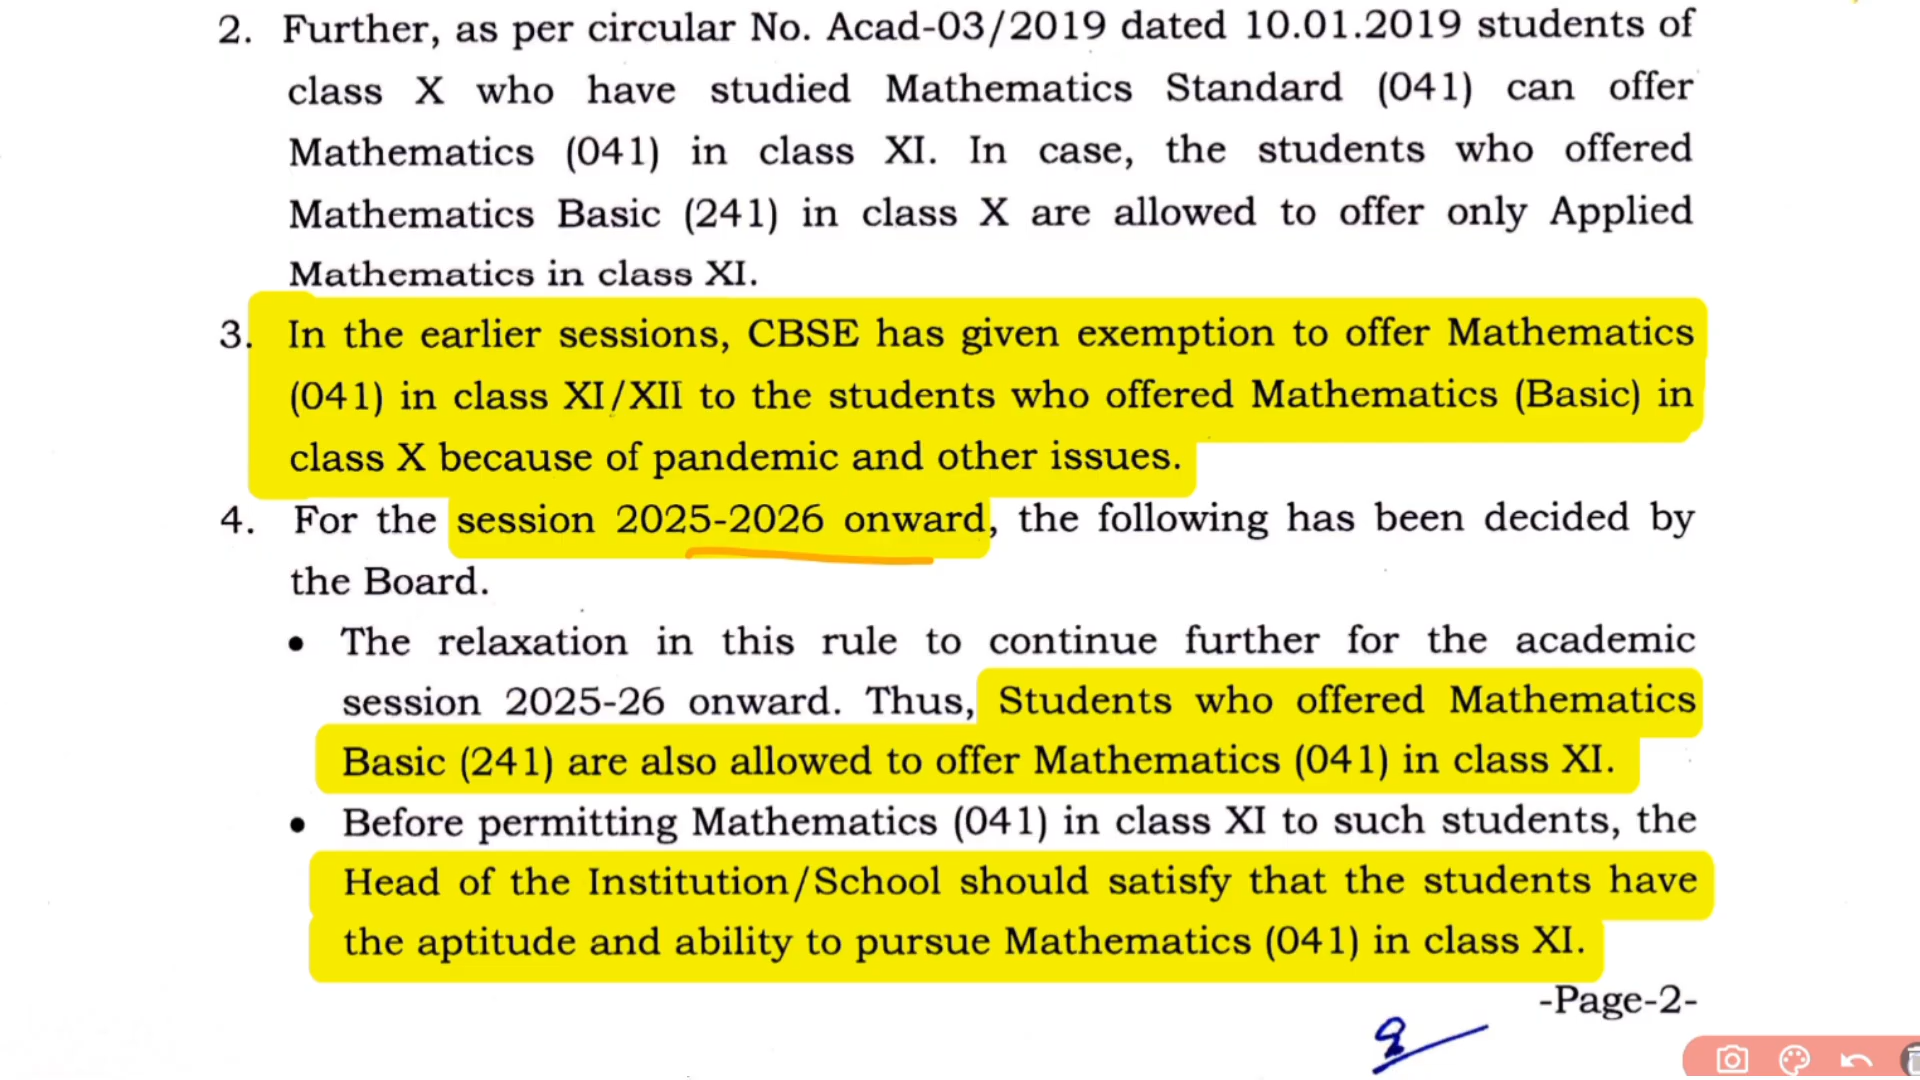 2. Further, as per circular No. Acad-03/2019 dated 10.01.2019 students of
class X who have studied Mathematics Standard (041) can offer
Mathematics (041) in class XI. In case, the students who offered
Mathematics Basic (241) in class X are allowed to offer only Applied
Mathematics in class XI.
3. In the earlier sessions, CBSE has given exemption to offer Mathematics
(041) in class XI/XII to the students who offered Mathematics (Basic) in
class X because of pandemic and other issues.
4. For the session 2025-2026 onward, the following has been decided by
the Board.
• The relaxation in this rule to continue further for the academic
session 2025-26 onward. Thus, Students who offered Mathematics
Basic (241) are also allowed to offer Mathematics (041) in class XI.
• Before permitting Mathematics (041) in class XI to such students, the
Head of the Institution/School should satisfy that the students have
the aptitude and ability to pursue Mathematics (041) in class XI.
-Page-2-